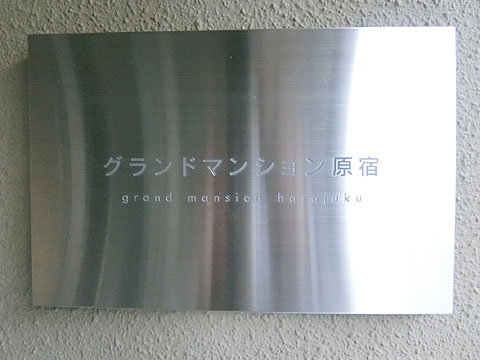 グランドマンション原宿
grand mansion harajuku